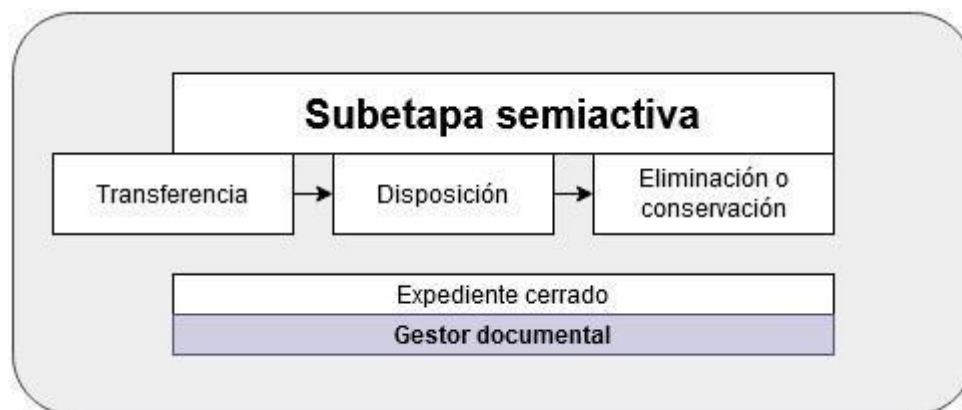 Subetapa semiactiva
Transferencia
Disposición
Eliminación o
conservación
Expediente cerrado
Gestor documental